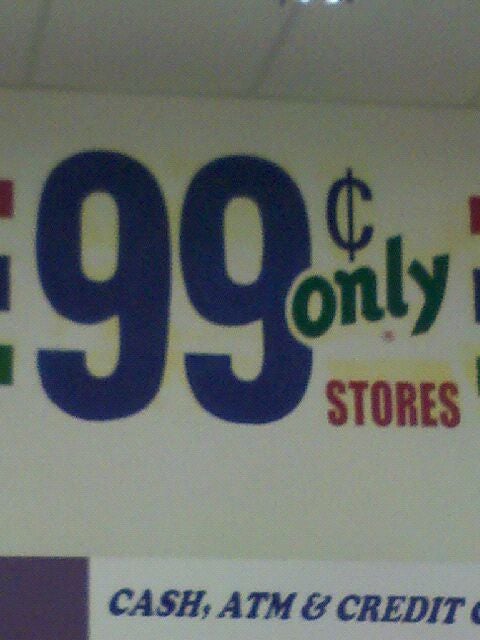 99¢
only
STORES
CASH, ATM & CREDIT